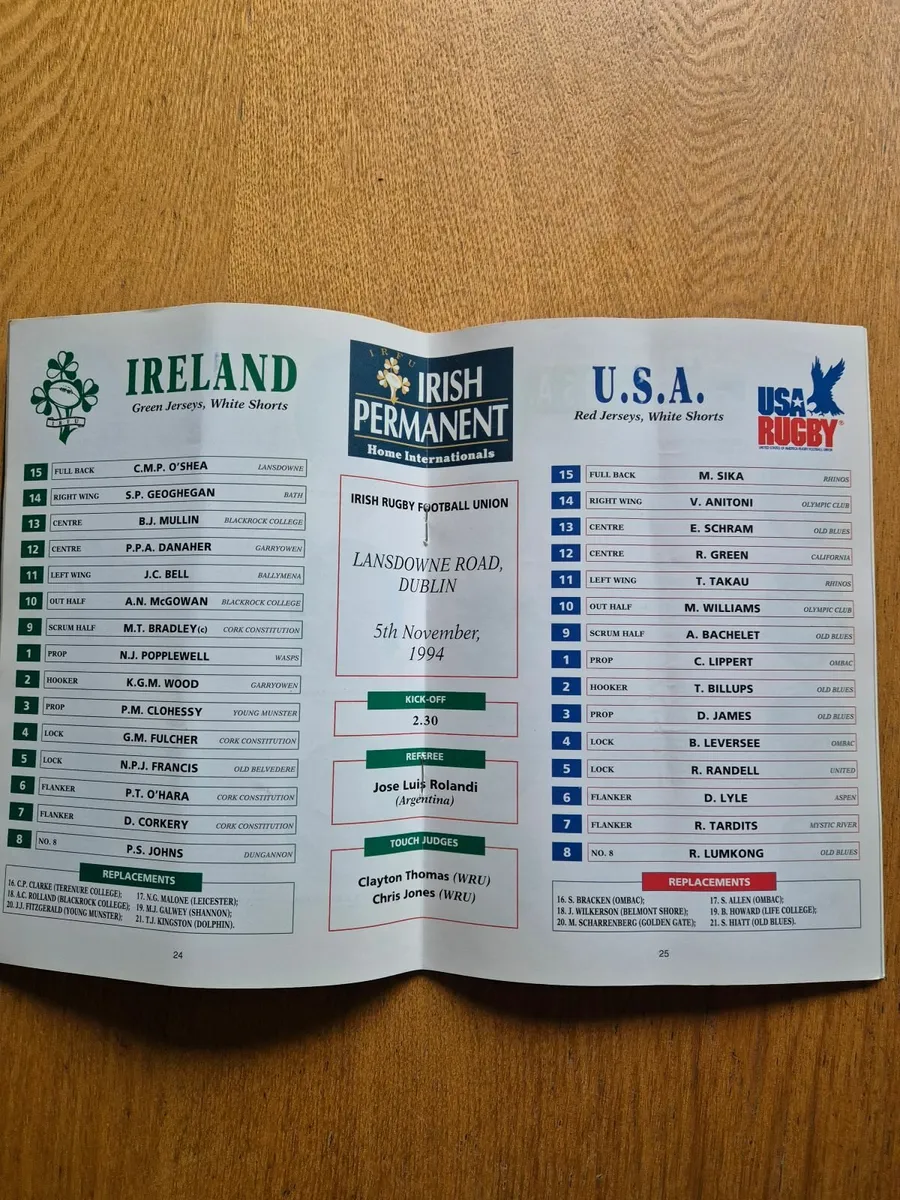 IRFU
IRELAND
Green Jerseys, White Shorts
15 FULL BACK C.M.P. O'SHEA LANSDOWNE
14 RIGHT WING S.P. GEOGHEGAN BATH
13 CENTRE B.J. MULLIN BLACKROCK COLLEGE
12 CENTRE P.P.A. DANAHER GARRYOWEN
11 LEFT WING J.C. BELL BALLYMENA
10 OUT HALF A.N. McGOWAN BLACKROCK COLLEGE
9 SCRUM HALF M.T. BRADLEY(c) CORK CONSTITUTION
1 PROP N.J. POPPLEWELL WASPS
2 HOOKER K.G.M. WOOD GARRYOWEN
3 PROP P.M. CLOHESSY YOUNG MUNSTER
4 LOCK G.M. FULCHER CORK CONSTITUTION
5 LOCK N.P.J. FRANCIS OLD BELVEDERE
6 FLANKER P.T. O'HARA CORK CONSTITUTION
7 FLANKER D. CORKERY CORK CONSTITUTION
8 NO. 8 P.S. JOHNS DUNGANNON
REPLACEMENTS
16. C.P. CLARKE (TERENURE COLLEGE); 17. N.G. MALONE (LEICESTER);
18. A.C. ROLLAND (BLACKROCK COLLEGE); 19. M.J. GALWEY (SHANNON);
20. J.J. FITZGERALD (YOUNG MUNSTER); 21. T.J. KINGSTON (DOLPHIN).
24
IRFU
IRISH
PERMANENT
Home Internationals
IRISH RUGBY FOOTBALL UNION
LANSDOWNE ROAD,
DUBLIN
5th November,
1994
KICK-OFF
2.30
REFEREE
Jose Luis Rolandi
(Argentina)
TOUCH JUDGES
Clayton Thomas (WRU)
Chris Jones (WRU)
U.S.A.
Red Jerseys, White Shorts
USA
RUGBY
15 FULL BACK M. SIKA RHINOS
14 RIGHT WING V. ANITONI OLYMPIC CLUB
13 CENTRE E. SCHRAM OLD BLUES
12 CENTRE R. GREEN CALIFORNIA
11 LEFT WING T. TAKAU RHINOS
10 OUT HALF M. WILLIAMS OLYMPIC CLUB
9 SCRUM HALF A. BACHELET OLD BLUES
1 PROP C. LIPPERT OMBAC
2 HOOKER T. BILLUPS OLD BLUES
3 PROP D. JAMES OLD BLUES
4 LOCK B. LEVERSEE OMBAC
5 LOCK R. RANDELL UNITED
6 FLANKER D. LYLE ASPEN
7 FLANKER R. TARDITS MYSTIC RIVER
8 NO. 8 R. LUMKONG OLD BLUES
REPLACEMENTS
16. S. BRACKEN (OMBAC); 17. S. ALLEN (OMBAC);
18. J. WILKERSON (BELMONT SHORE); 19. B. HOWARD (LIFE COLLEGE);
20. M. SCHARRENBERG (GOLDEN GATE); 21. S. HIATT (OLD BLUES).
25